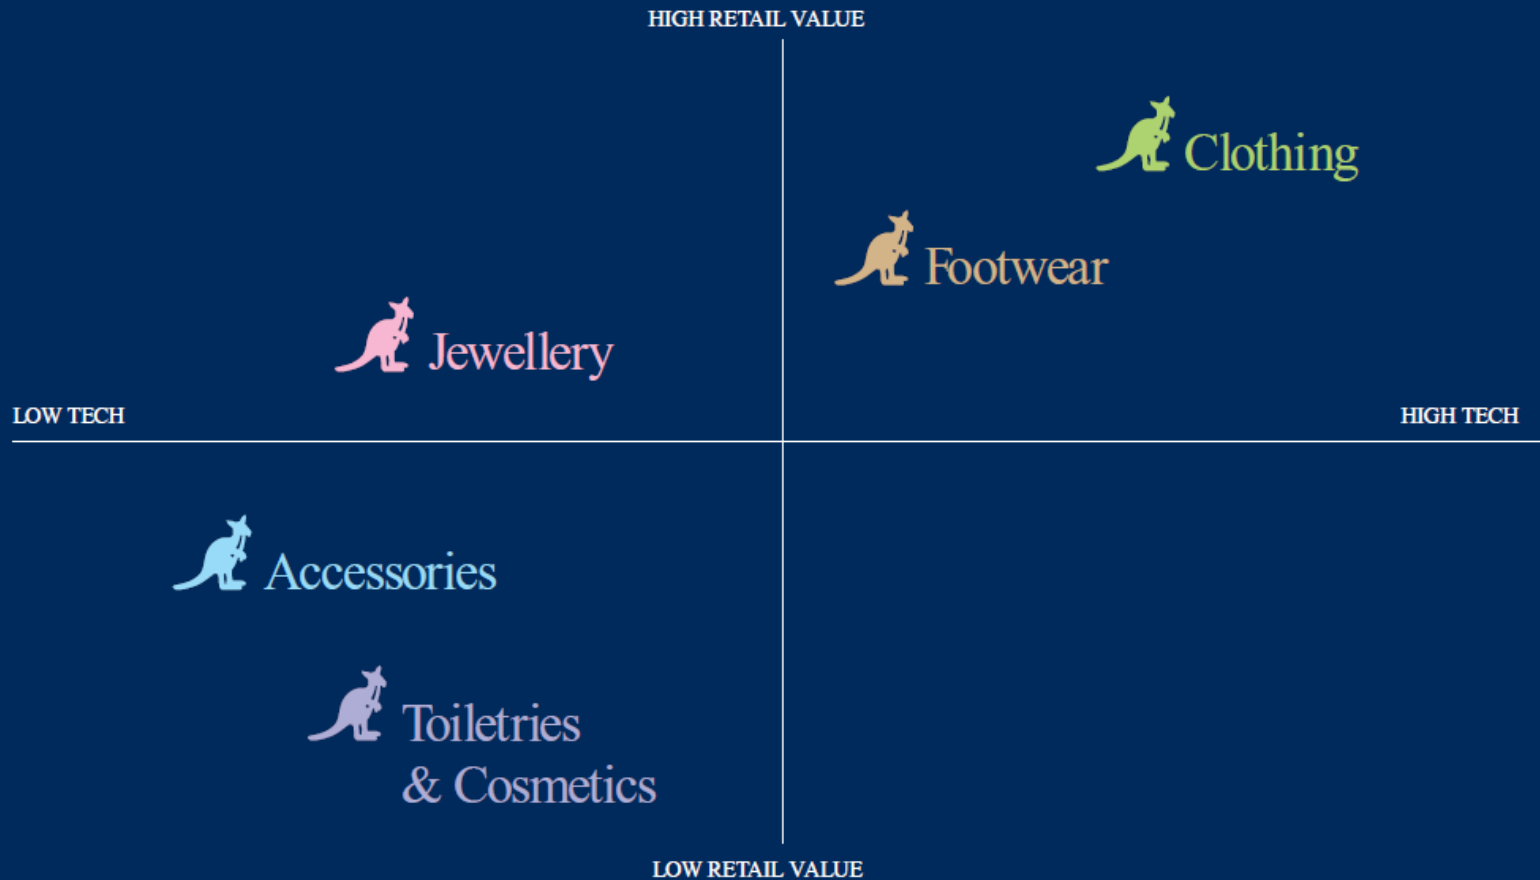 HIGH RETAIL VALUE
Clothing
Footwear
Jewellery
LOW TECH
HIGH TECH
Accessories
Toiletries
& Cosmetics
LOW RETAIL VALUE